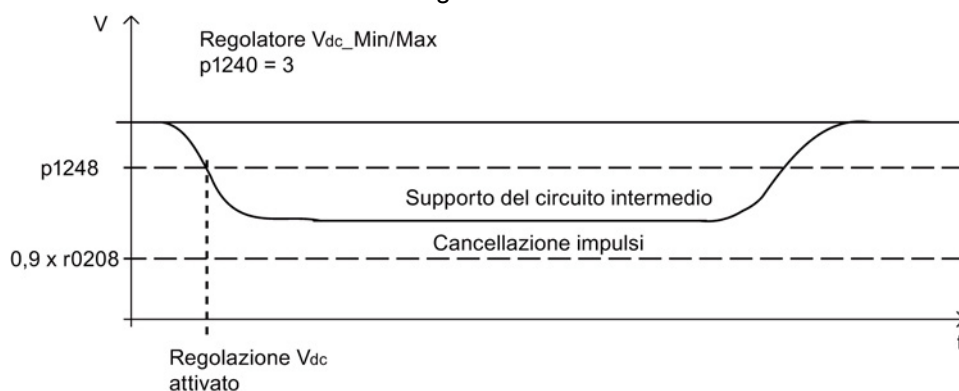 V
Regolatore Vdc_Min/Max
p1240 = 3
p1248
Supporto del circuito intermedio
Cancellazione impulsi
0,9 x r0208
t
Regolazione Vdc
attivato